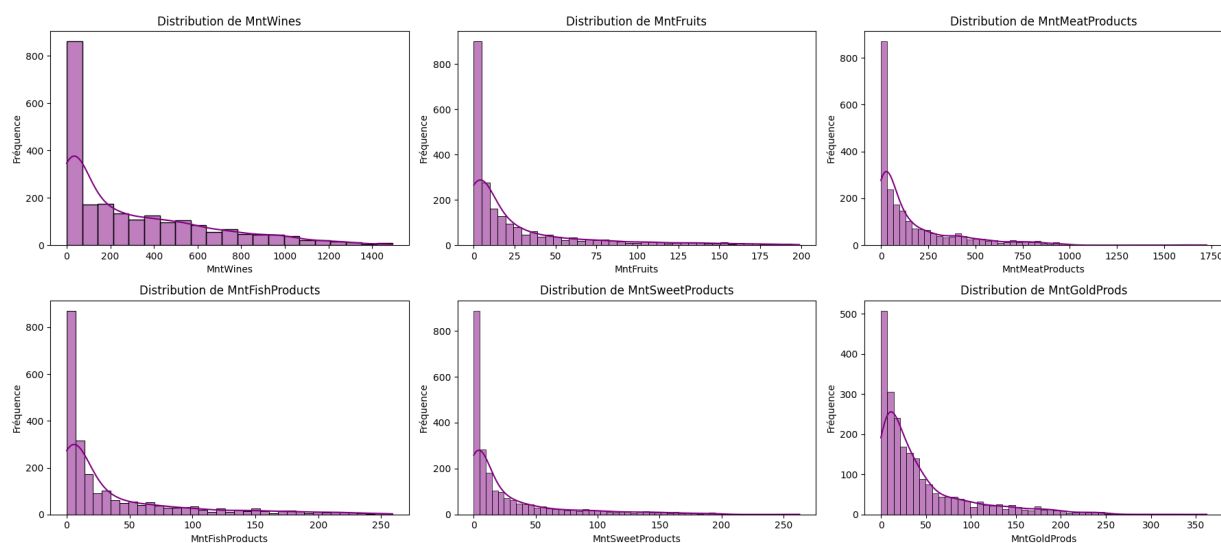 Distribution de MntWines
Fréquence
800
600
400
200
0
0 200 400 600 800 1000 1200 1400
MntWines
Distribution de MntFruits
Fréquence
800
600
400
200
0
0 25 50 75 100 125 150 175 200
MntFruits
Distribution de MntMeatProducts
Fréquence
800
600
400
200
0
0 250 500 750 1000 1250 1500 1750
MntMeatProducts
Distribution de MntFishProducts
Fréquence
800
600
400
200
0
0 50 100 150 200 250
MntFishProducts
Distribution de MntSweetProducts
Fréquence
800
600
400
200
0
0 50 100 150 200 250
MntSweetProducts
Distribution de MntGoldProds
Fréquence
500
400
300
200
100
0
0 50 100 150 200 250 300 350
MntGoldProds